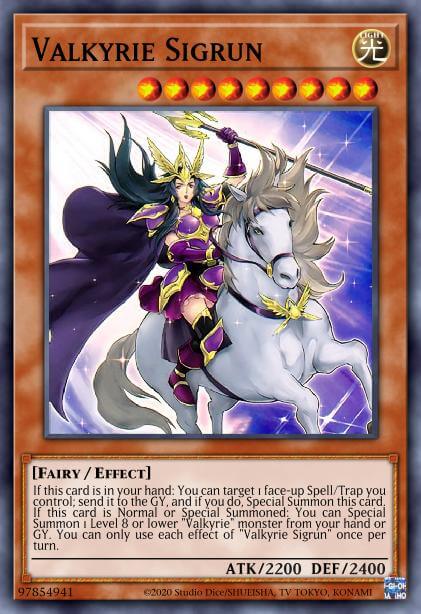 VALKYRIE SIGRUN
LIGHT
光
[FAIRY / EFFECT]
If this card is in your hand: You can target 1 face-up Spell/Trap you
control; send it to the GY, and if you do, Special Summon this card.
If this card is Normal or Special Summoned: You can Special
Summon 1 Level 8 or lower "Valkyrie" monster from your hand or
GY. You can only use each effect of "Valkyrie Sigrun" once per
turn.
ATK/2200 DEF/2400
97854941 ©2020 Studio Dice/SHUEISHA, TV TOKYO, KONAMI